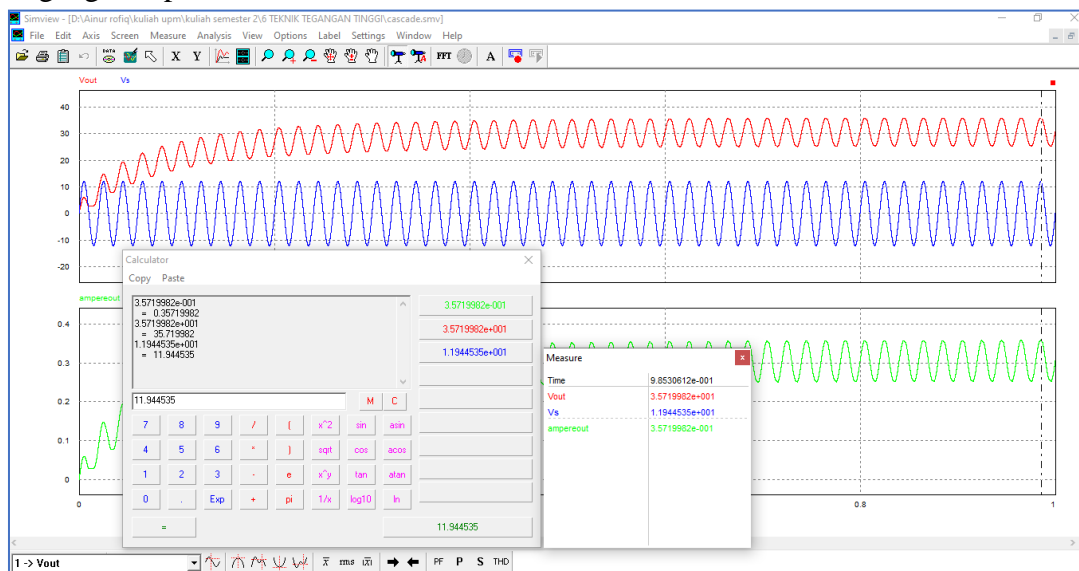 Simview - [D:\Ainur rofiq\kuliah upm\kuliah semester 2\6 TEKNIK TEGANGAN TINGGI\cascade.smv]
File Edit Axis Screen Measure Analysis View Options Label Settings Window Help
DATA X Y FFT A
Vout Vs
40
30
20
10
0
-10
-20
Calculator
Copy Paste
3.5719982e-001
= 0.35719982
3.5719982e+001
= 35.719982
1.1944535e+001
= 11.944535
3.5719982e-001
3.5719982e+001
1.1944535e+001
11.944535
M C
7 8 9 / ( x^2 sin asin
4 5 6 * ) sqrt cos acos
1 2 3 - e x^y tan atan
0 . Exp + pi 1/x log10 ln
= 11.944535
ampereout
0.4
0.3
0.2
0.1
0
0 0.8 1
Measure
x
Time 9.8530612e-001
Vout 3.5719982e+001
Vs 1.1944535e+001
ampereout 3.5719982e-001
1 -> Vout
x rms |x| PF P S THD